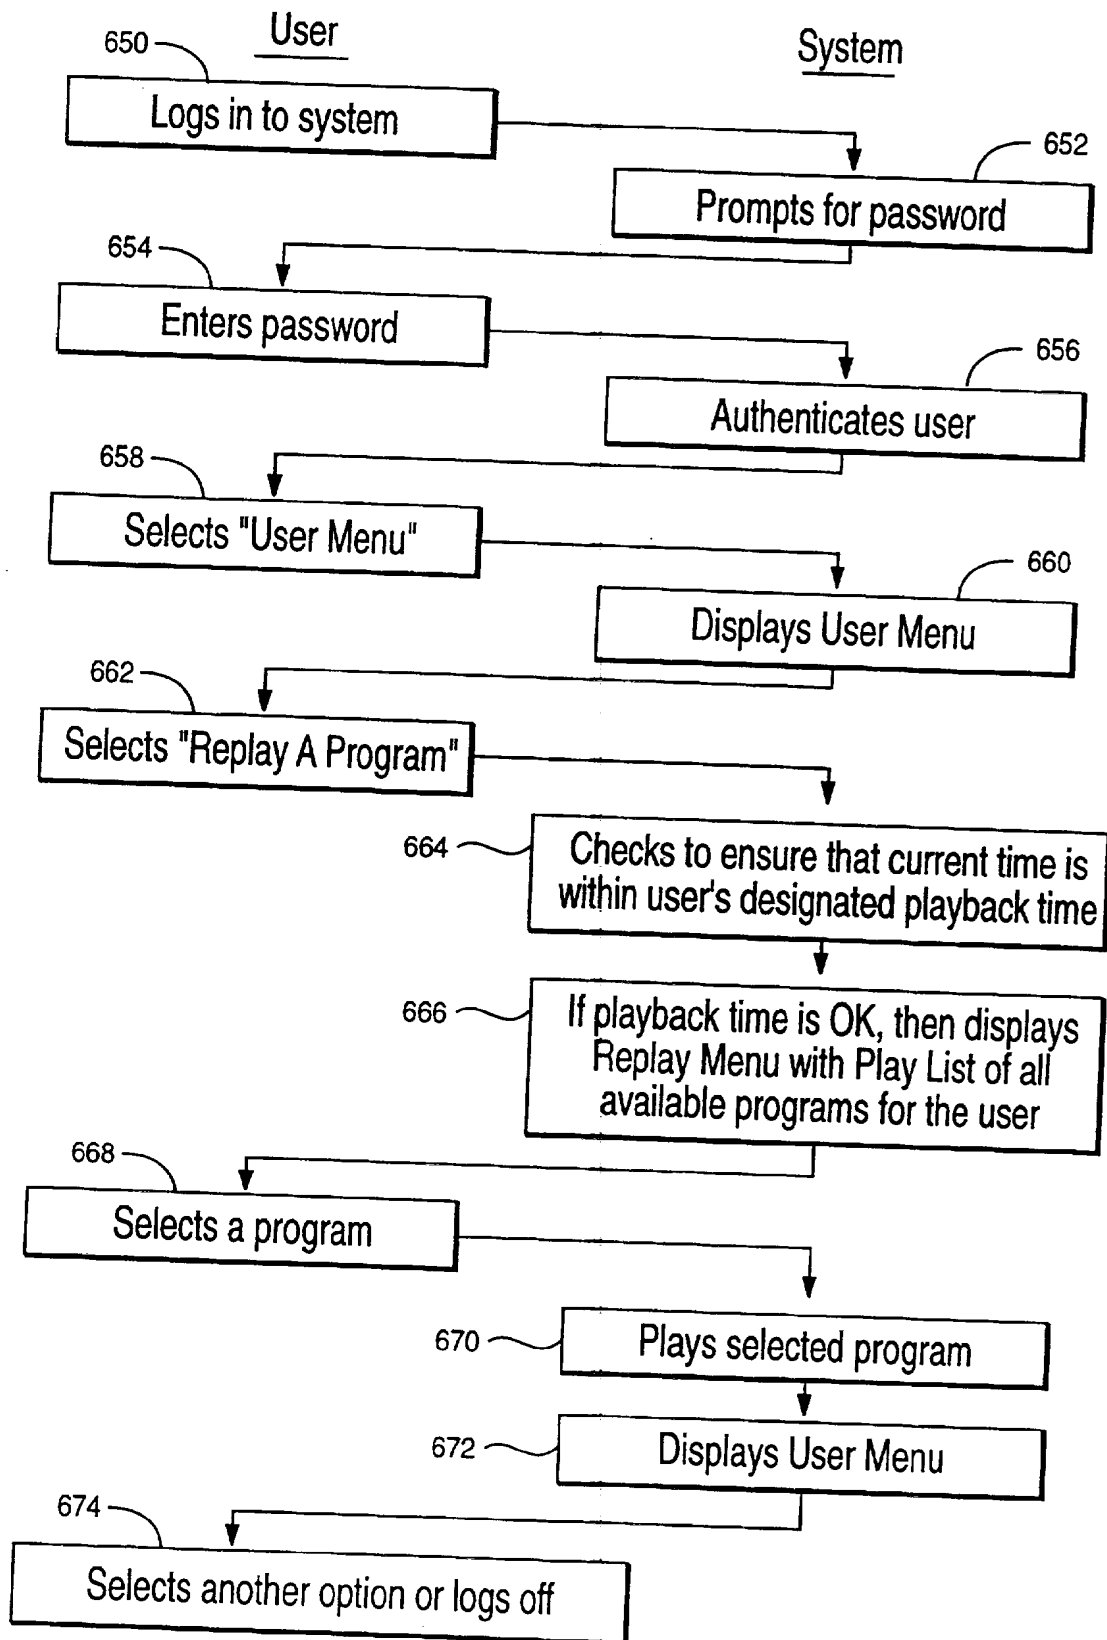 User
System
650
Logs in to system
652
Prompts for password
654
Enters password
656
Authenticates user
658
Selects "User Menu"
660
Displays User Menu
662
Selects "Replay A Program"
664
Checks to ensure that current time is
within user's designated playback time
666
If playback time is OK, then displays
Replay Menu with Play List of all
available programs for the user
668
Selects a program
670
Plays selected program
672
Displays User Menu
674
Selects another option or logs off